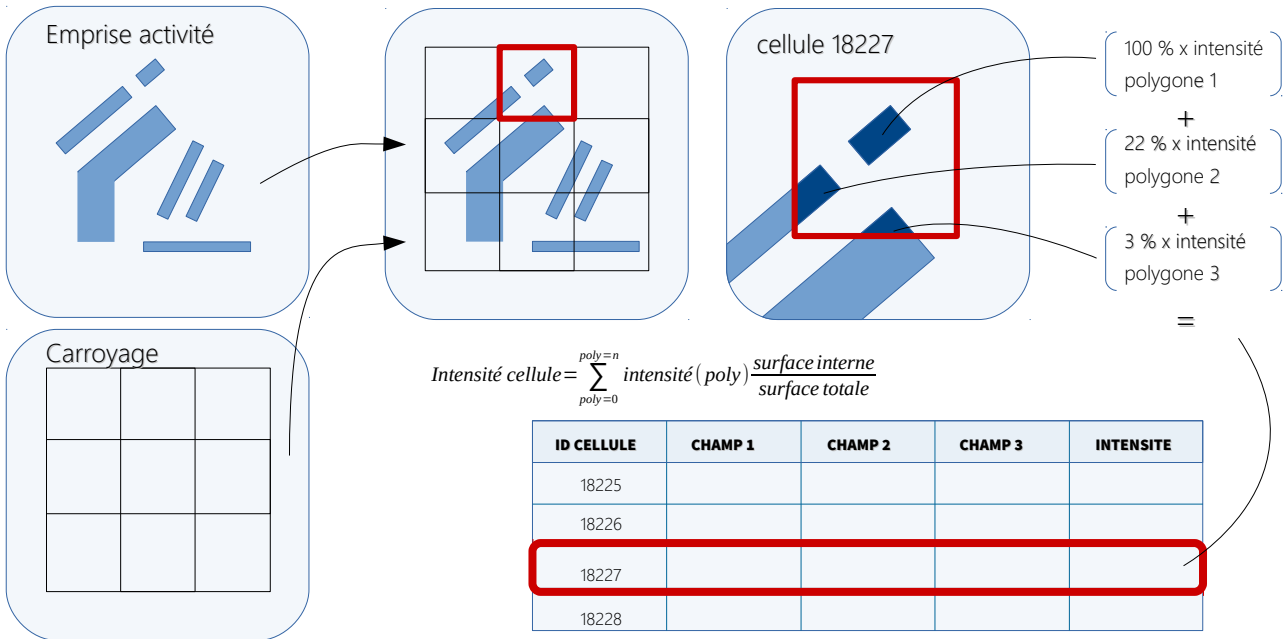 Emprise activité
cellule 18227
100 % x intensité
polygone 1
+
22 % x intensité
polygone 2
+
3 % x intensité
polygone 3
=
Carroyage
Intensité cellule = \sum_{poly=0}^{poly=n} intensité (poly) \frac{surface interne}{surface totale}
ID CELLULE CHAMP 1 CHAMP 2 CHAMP 3 INTENSITE
18225
18226
18227
18228